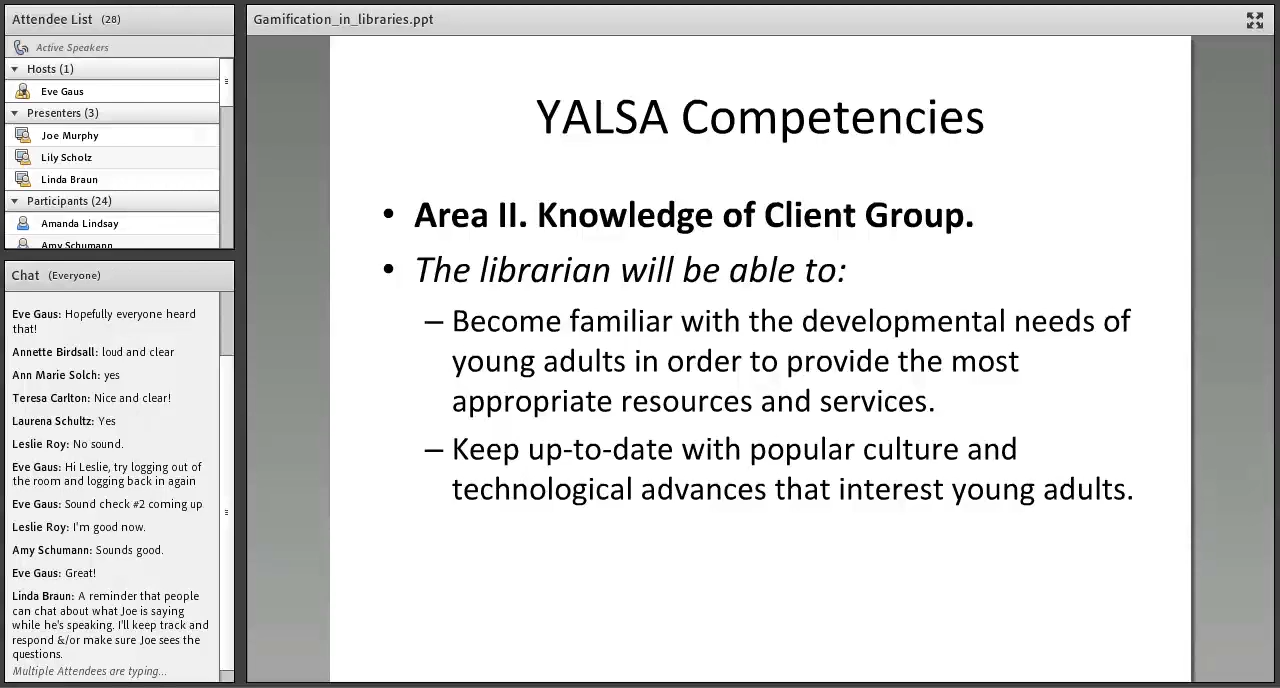 Attendee List (28)
Active Speakers
Hosts (1)
Eve Gaus
Presenters (3)
Joe Murphy
Lily Scholz
Linda Braun
Participants (24)
Amanda Lindsay
Amy Schumann
Chat (Everyone)
Eve Gaus: Hopefully everyone heard
that!
Annette Birdsall: loud and clear
Ann Marie Solch: yes
Teresa Carlton: Nice and clear!
Laurena Schultz: Yes
Leslie Roy: No sound.
Eve Gaus: Hi Leslie, try logging out of
the room and logging back in again
Eve Gaus: Sound check #2 coming up
Leslie Roy: I'm good now.
Amy Schumann: Sounds good.
Eve Gaus: Great!
Linda Braun: A reminder that people
can chat about what Joe is saying
while he's speaking. I'll keep track and
respond &/or make sure Joe sees the
questions.
Multiple Attendees are typing...
Gamification_in_libraries.ppt
YALSA Competencies
• Area II. Knowledge of Client Group.
• The librarian will be able to:
– Become familiar with the developmental needs of
young adults in order to provide the most
appropriate resources and services.
– Keep up-to-date with popular culture and
technological advances that interest young adults.